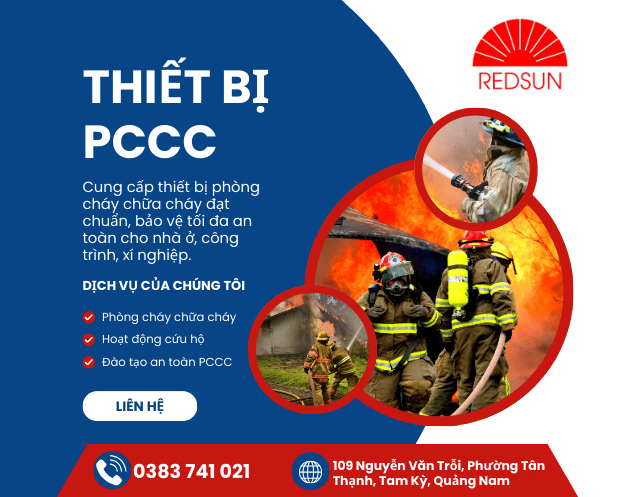 REDSUN
THIẾT BỊ
PCCC
Cung cấp thiết bị phòng
cháy chữa cháy đạt
chuẩn, bảo vệ tối đa an
toàn cho nhà ở, công
trình, xí nghiệp.
DỊCH VỤ CỦA CHÚNG TÔI
Phòng cháy chữa cháy
Hoạt động cứu hộ
Đào tạo an toàn PCCC
LIÊN HỆ
0383 741 021
109 Nguyễn Văn Trỗi, Phường Tân
Thạnh, Tam Kỳ, Quảng Nam